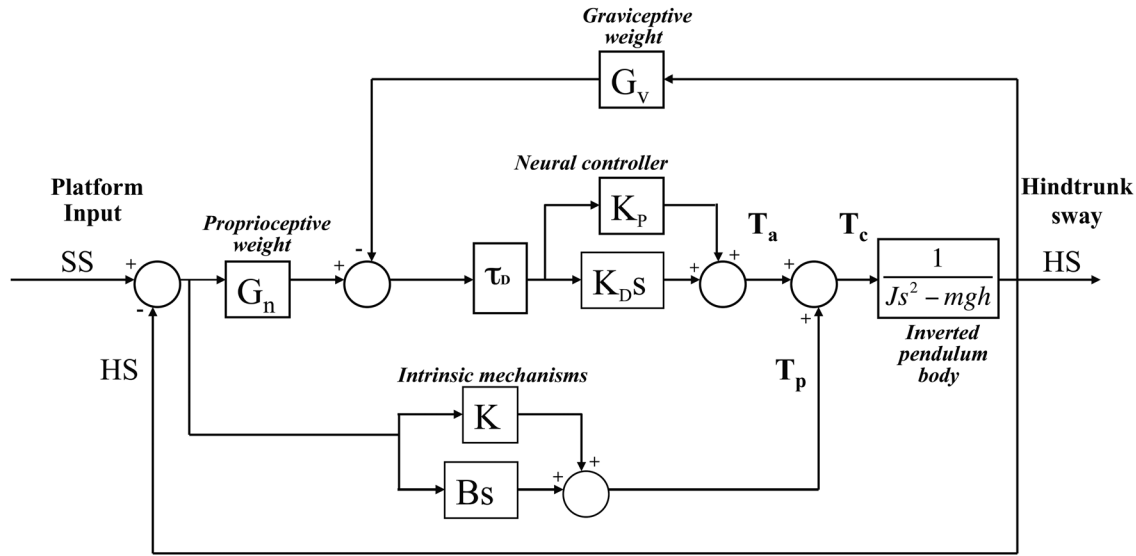 Graviceptive
weight
G_v
Neural controller
Platform
Input
Proprioceptive
weight
K_P
T_a
T_c
Hindtrunk
sway
SS
+
-
G_n
+
-
τ_D
K_D s
+
+
+
+
1
Js² − mgh
HS
HS
Inverted
pendulum
body
T_p
Intrinsic mechanisms
K
+
+
Bs